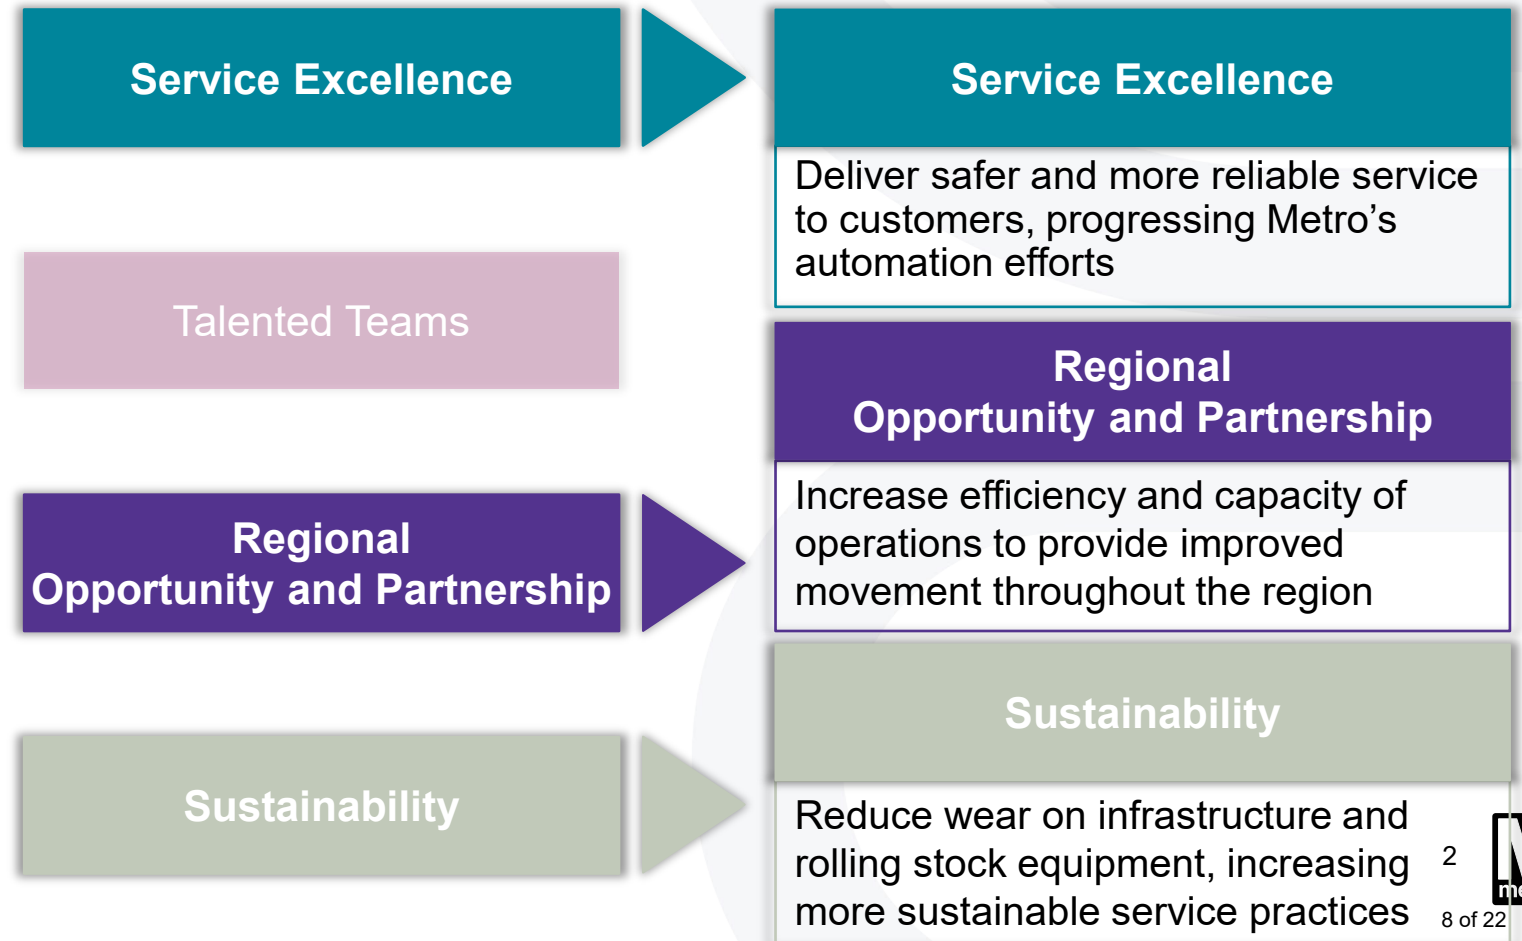 Service Excellence
Talented Teams
Regional
Opportunity and Partnership
Sustainability
Service Excellence
Deliver safer and more reliable service
to customers, progressing Metro’s
automation efforts
Regional
Opportunity and Partnership
Increase efficiency and capacity of
operations to provide improved
movement throughout the region
Sustainability
Reduce wear on infrastructure and
rolling stock equipment, increasing
more sustainable service practices
2
8 of 22